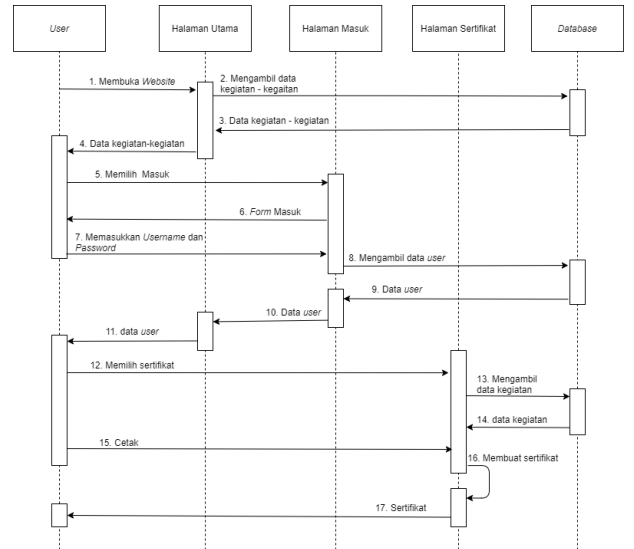 User
Halaman Utama
Halaman Masuk
Halaman Sertifikat
Database
1. Membuka Website
2. Mengambil data
kegiatan - kegaitan
3. Data kegiatan - kegiatan
4. Data kegiatan-kegiatan
5. Memilih Masuk
6. Form Masuk
7. Memasukkan Username dan
Password
8. Mengambil data user
9. Data user
10. Data user
11. data user
12. Memilih sertifikat
13. Mengambil
data kegiatan
14. data kegiatan
15. Cetak
16. Membuat sertifikat
17. Sertifikat